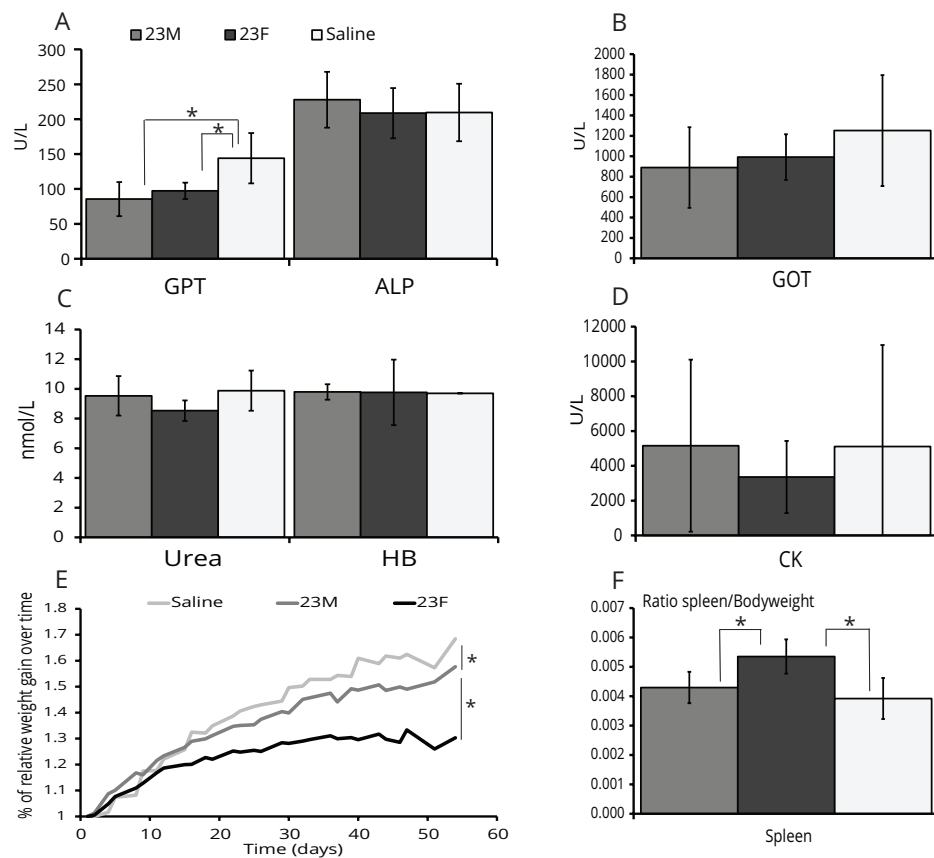 A
23M 23F Saline
300
250
200
150
100
50
0
U/L
*
*
GPT ALP
B
2000
1800
1600
1400
1200
1000
800
600
400
200
0
U/L
GOT
C
14
12
10
8
6
4
2
0
nmol/L
Urea HB
D
12000
10000
8000
6000
4000
2000
0
U/L
CK
E
Saline 23M 23F
1.8
1.7
1.6
1.5
1.4
1.3
1.2
1.1
1
% of relative weight gain over time
*
*
0 10 20 30 40 50 60
Time (days)
F
Ratio spleen/Bodyweight
0.007
0.006
0.005
0.004
0.003
0.002
0.001
0.000
*
*
Spleen